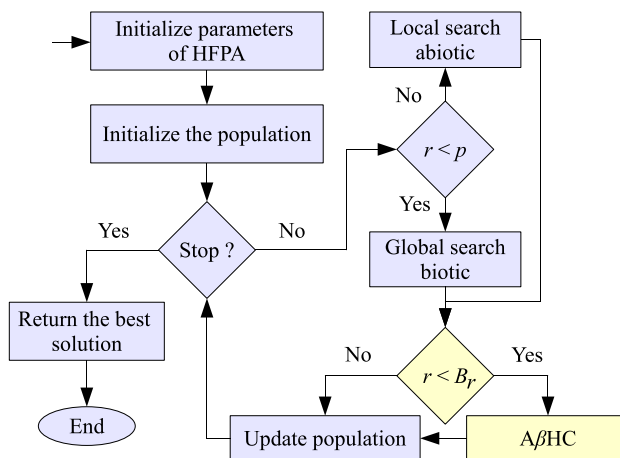 Initialize parameters
of HFPA
Initialize the population
Stop ?
Yes
No
Return the best
solution
End
Local search
abiotic
No
r < p
Yes
Global search
biotic
No
r < Br
Yes
Update population
AβHC